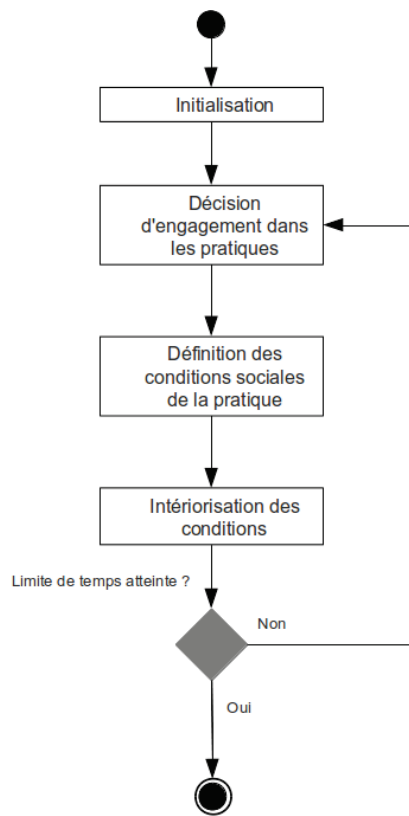 Initialisation
Décision
d'engagement dans
les pratiques
Définition des
conditions sociales
de la pratique
Intériorisation des
conditions
Limite de temps atteinte ?
Non
Oui